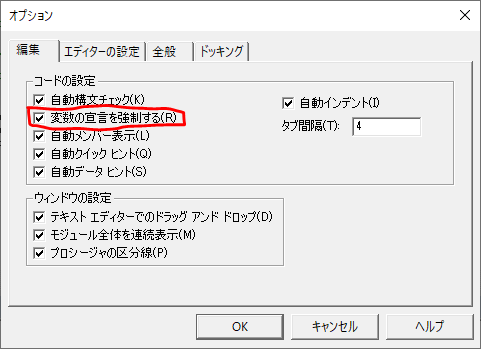 オプション
編集 エディターの設定 全般 ドッキング
コードの設定
自動構文チェック(K)
変数の宣言を強制する(R)
自動メンバー表示(L)
自動クイック ヒント(Q)
自動データ ヒント(S)
自動インデント(I)
タブ間隔(T): 4
ウィンドウの設定
テキスト エディターでのドラッグ アンド ドロップ(D)
モジュール全体を連続表示(M)
プロシージャの区分線(P)
OK キャンセル ヘルプ